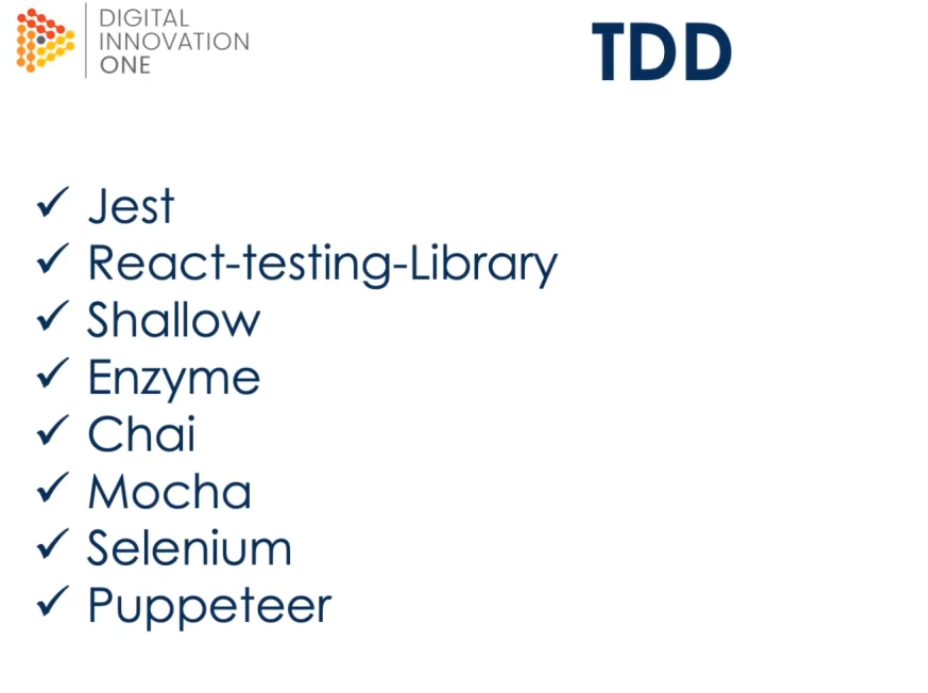 DIGITAL
INNOVATION
ONE
TDD
✓ Jest
✓ React-testing-Library
✓ Shallow
✓ Enzyme
✓ Chai
✓ Mocha
✓ Selenium
✓ Puppeteer